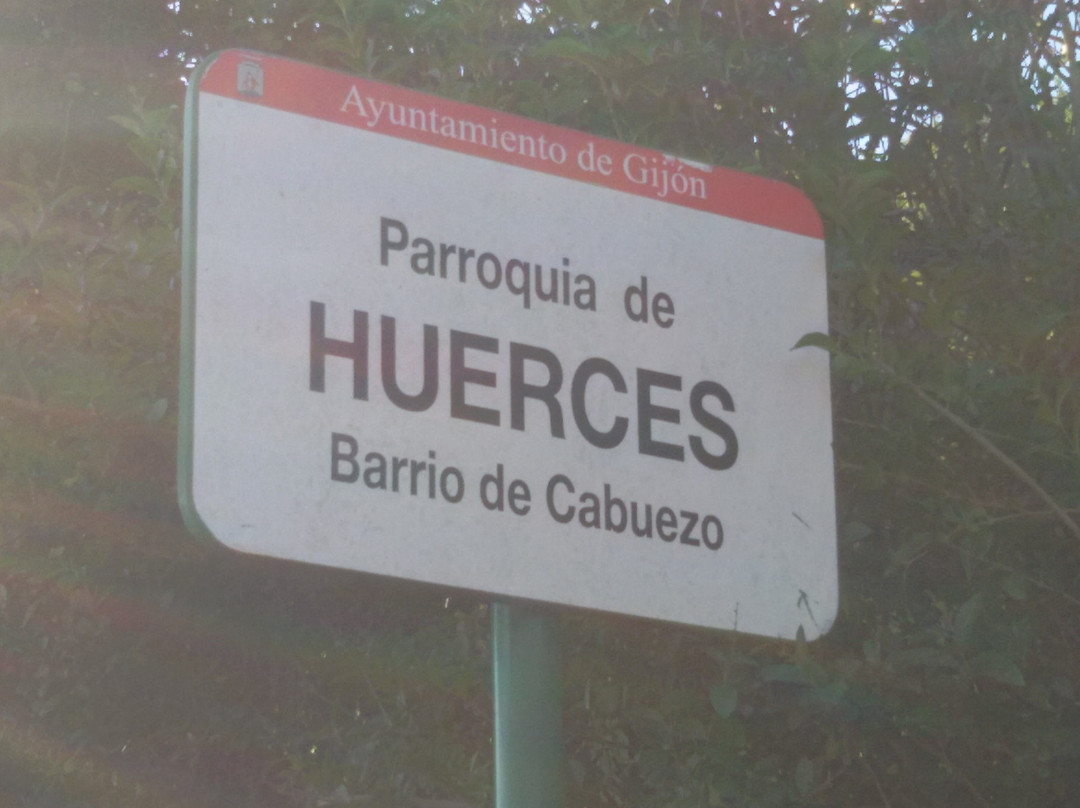 Ayuntamiento de Gijón
Parroquia de
HUERCES
Barrio de Cabuezo